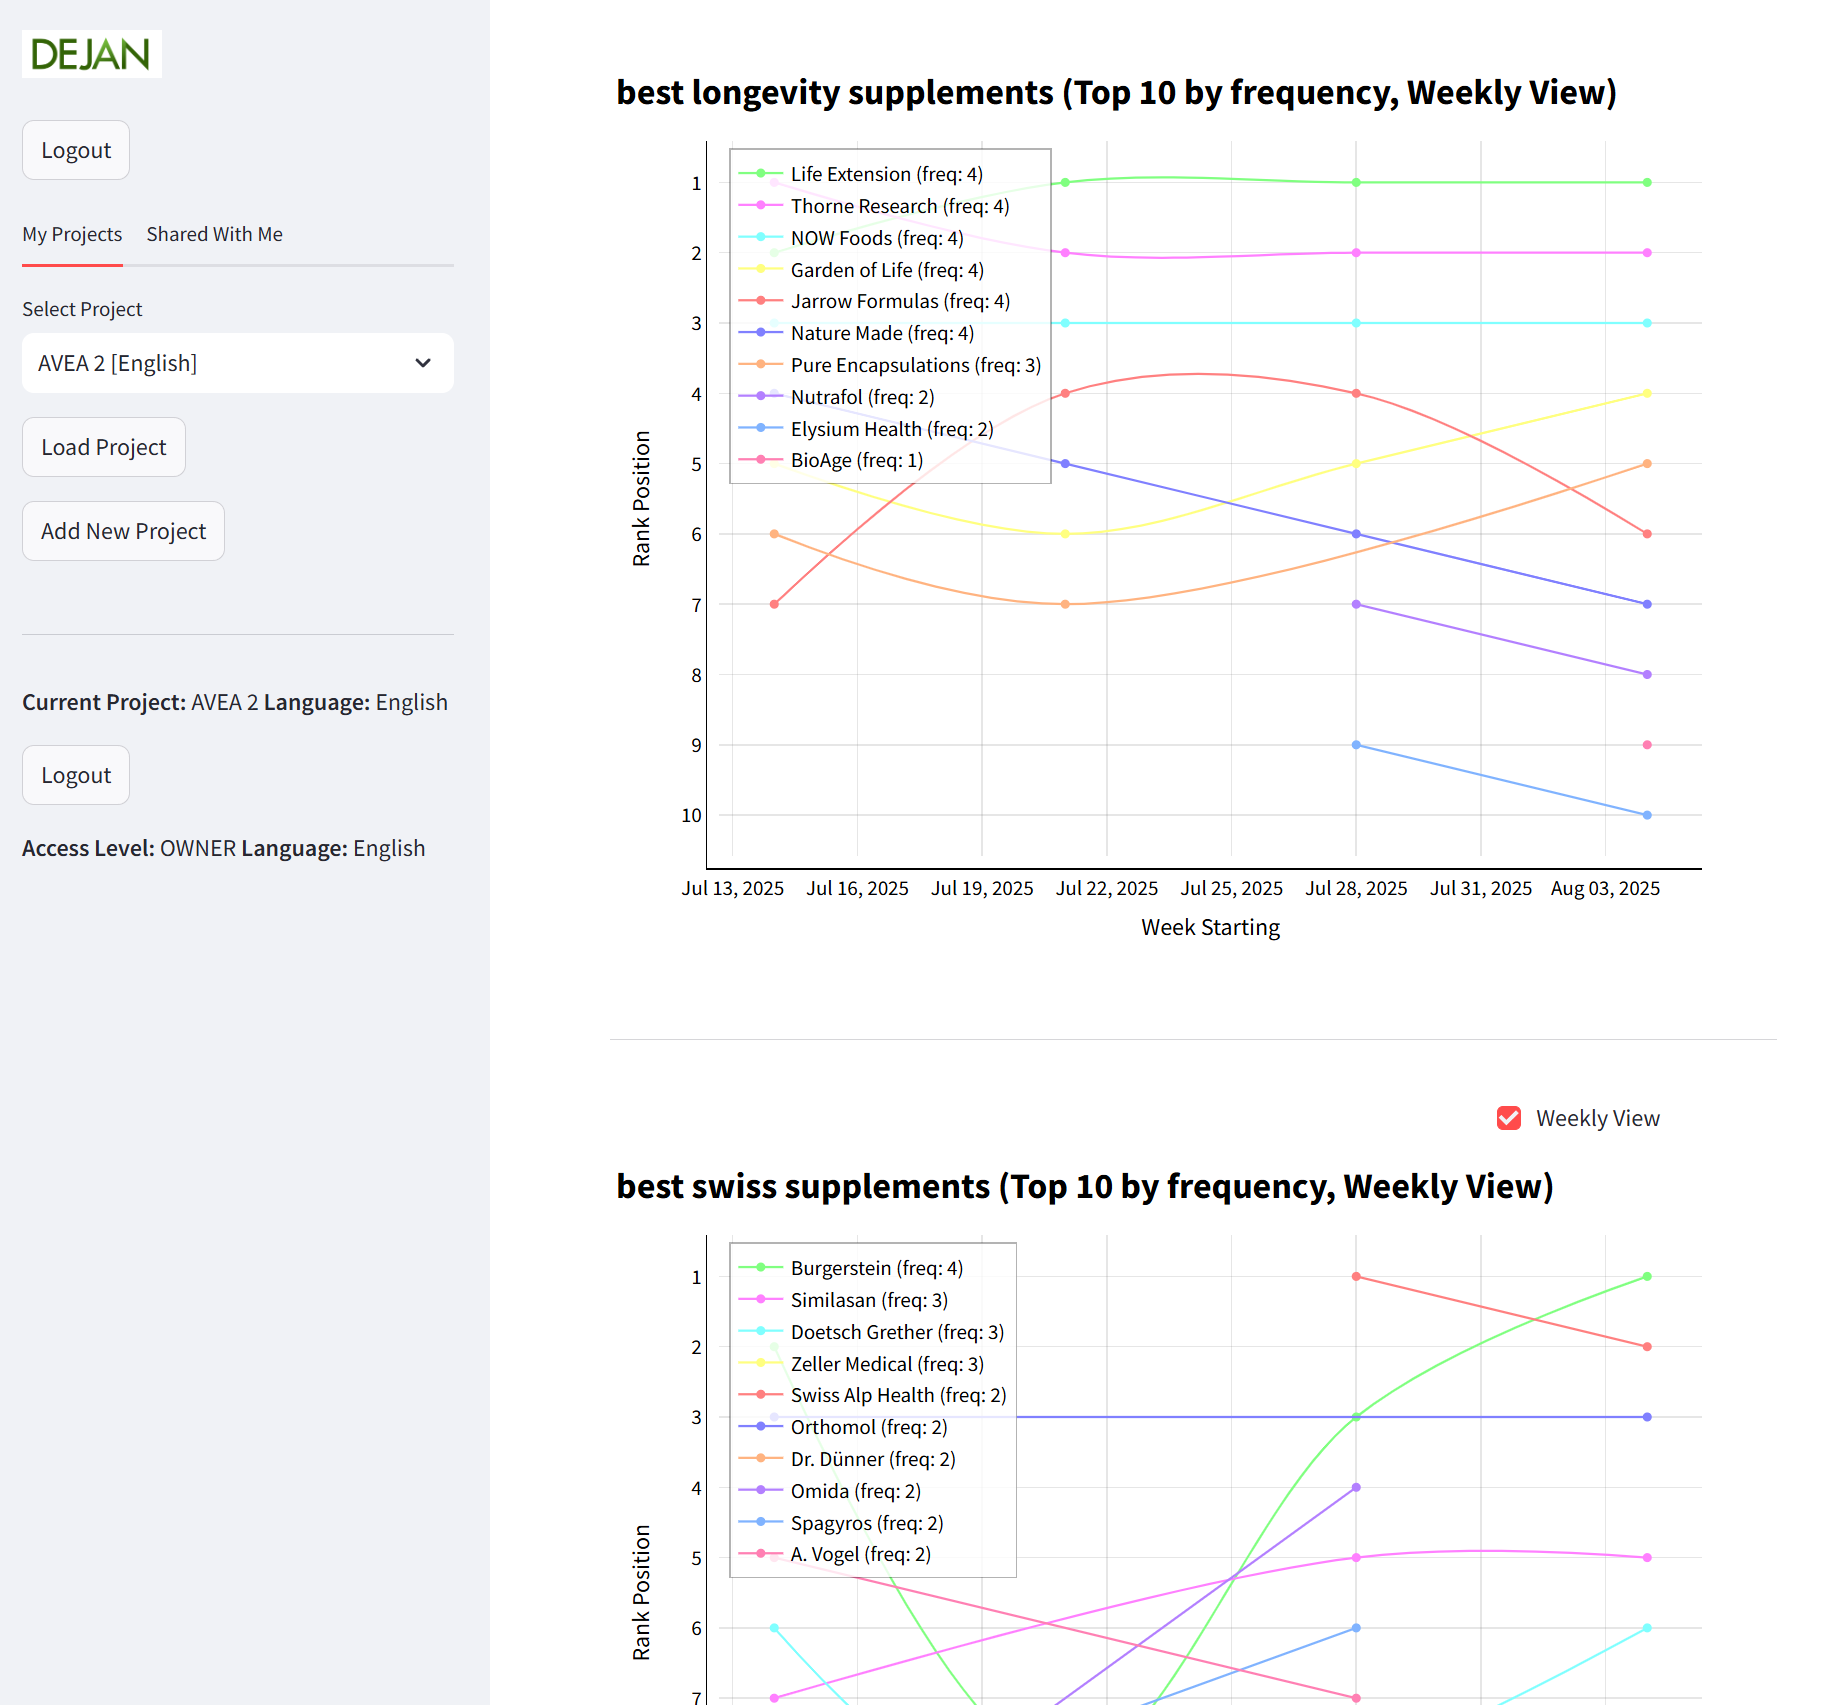 DEJAN
Logout
My Projects
Shared With Me
Select Project
AVEA 2 [English]
Load Project
Add New Project
Current Project: AVEA 2 Language: English
Logout
Access Level: OWNER Language: English
best longevity supplements (Top 10 by frequency, Weekly View)
Life Extension (freq: 4)
Thorne Research (freq: 4)
NOW Foods (freq: 4)
Garden of Life (freq: 4)
Jarrow Formulas (freq: 4)
Nature Made (freq: 4)
Pure Encapsulations (freq: 3)
Nutrafol (freq: 2)
Elysium Health (freq: 2)
BioAge (freq: 1)
Rank Position
1
2
3
4
5
6
7
8
9
10
Jul 13, 2025
Jul 16, 2025
Jul 19, 2025
Jul 22, 2025
Jul 25, 2025
Jul 28, 2025
Jul 31, 2025
Aug 03, 2025
Week Starting
Weekly View
best swiss supplements (Top 10 by frequency, Weekly View)
Burgerstein (freq: 4)
Similasan (freq: 3)
Doetsch Grether (freq: 3)
Zeller Medical (freq: 3)
Swiss Alp Health (freq: 2)
Orthomol (freq: 2)
Dr. Dünner (freq: 2)
Omida (freq: 2)
Spagyros (freq: 2)
A. Vogel (freq: 2)
Rank Position
1
2
3
4
5
6
7